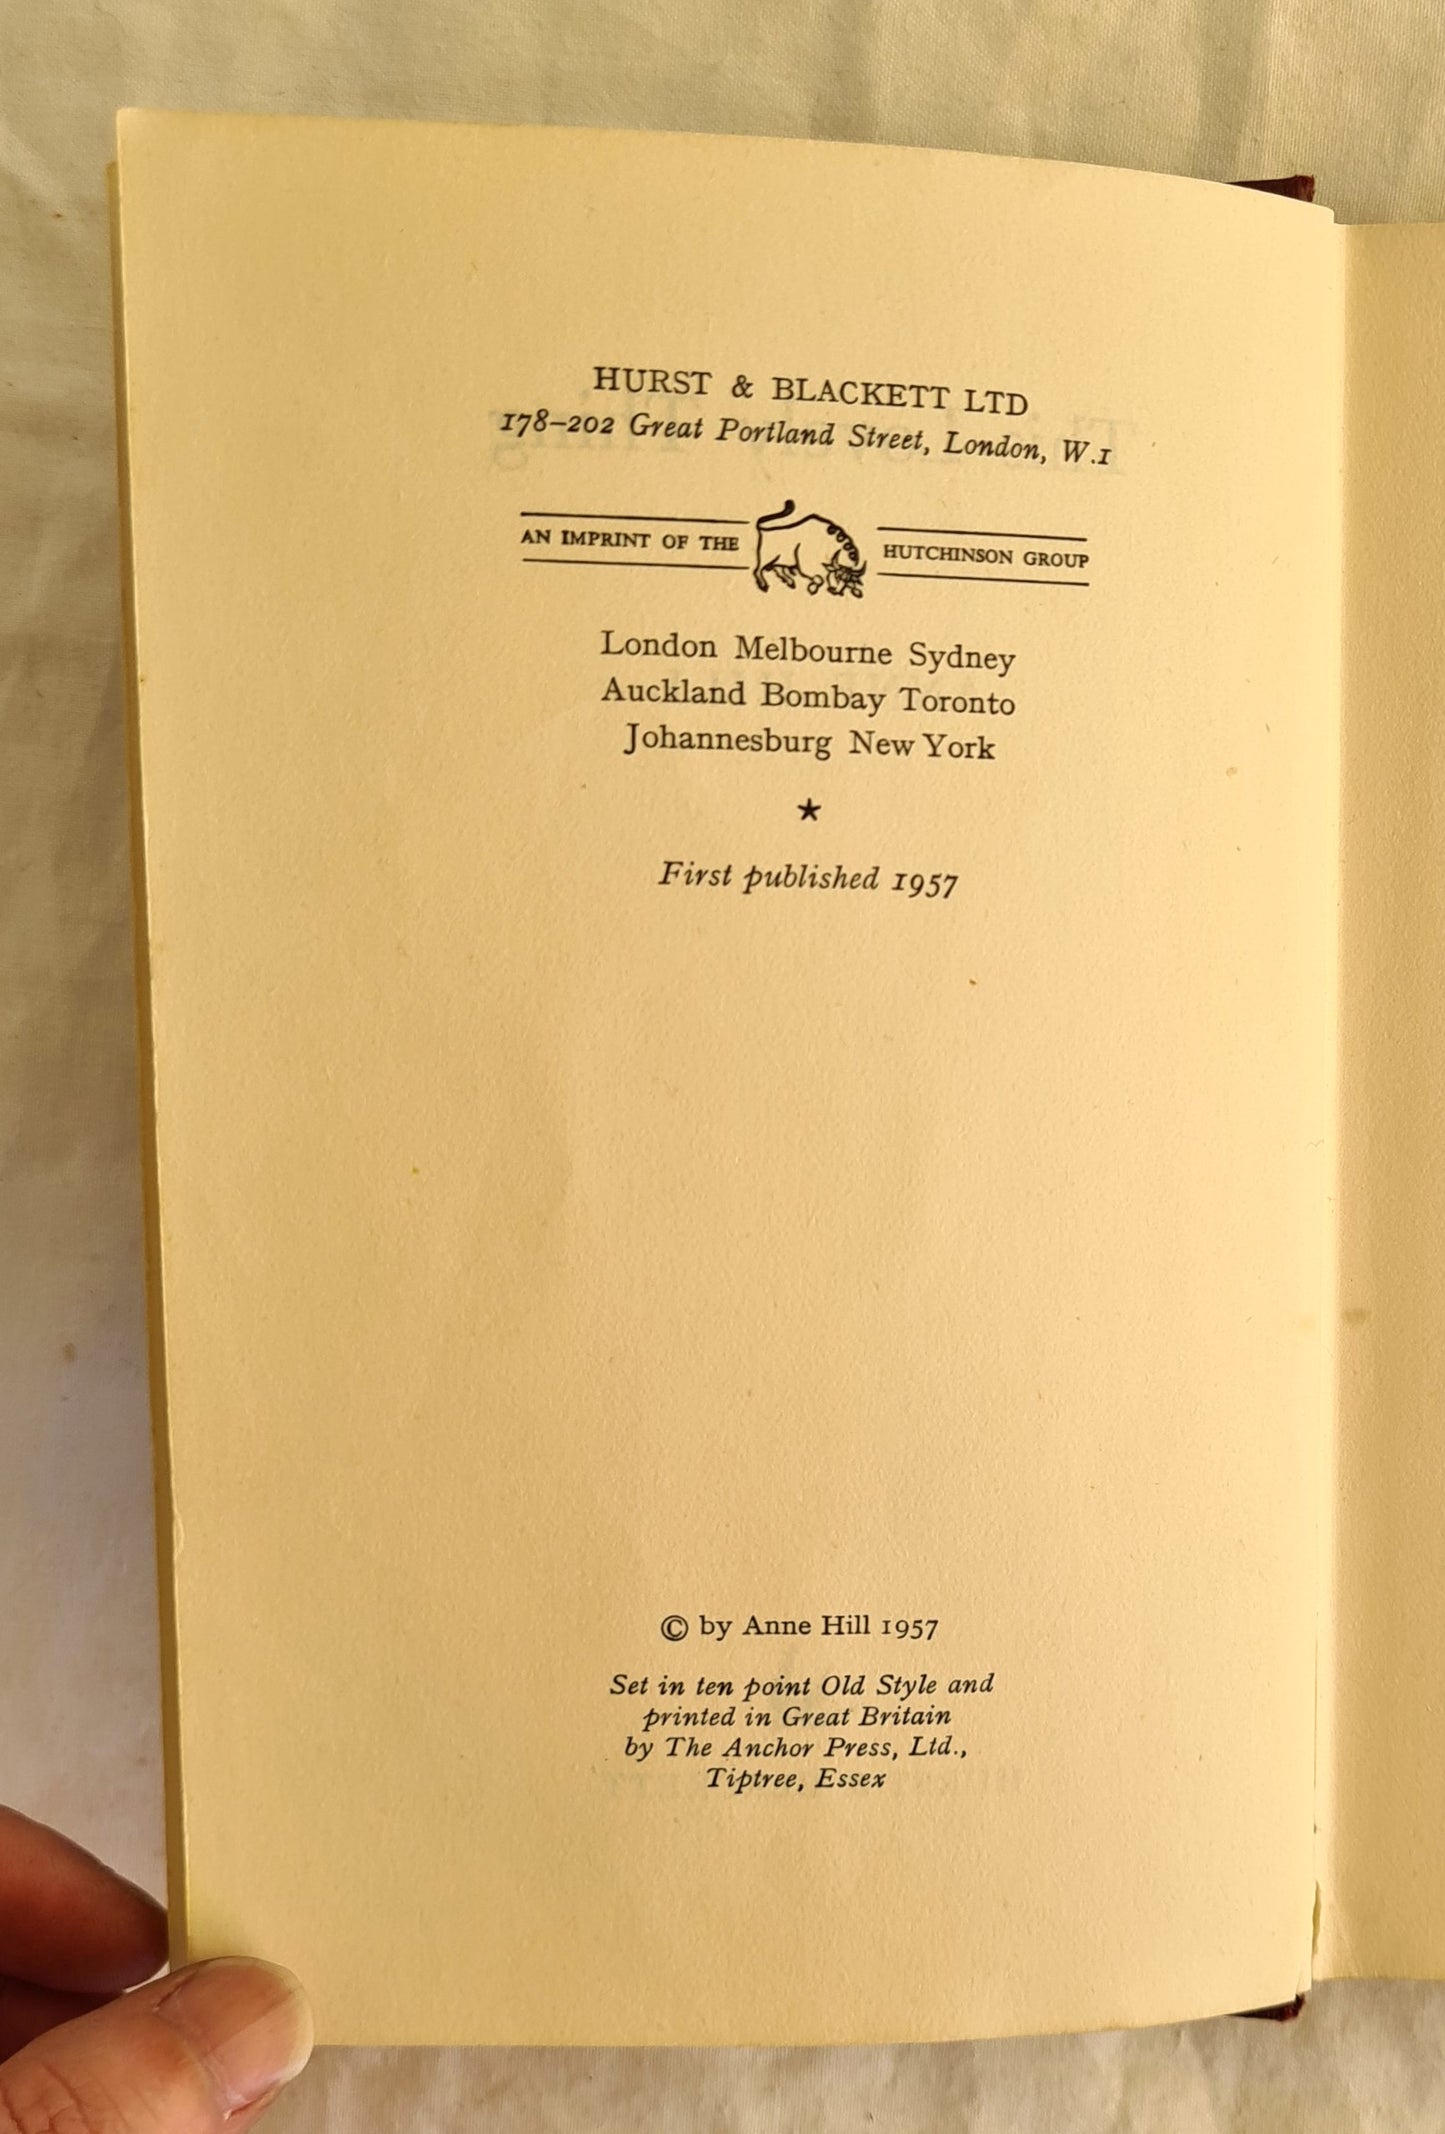 HURST & BLACKETT LTD
178–202 Great Portland Street, London, W.1
AN IMPRINT OF THE HUTCHINSON GROUP
London Melbourne Sydney
Auckland Bombay Toronto
Johannesburg New York
★
First published 1957
© by Anne Hill 1957
Set in ten point Old Style and
printed in Great Britain
by The Anchor Press, Ltd.,
Tiptree, Essex